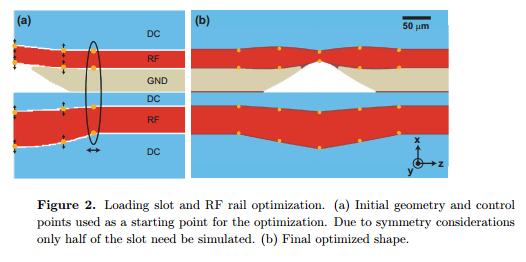 (a)
DC
RF
GND
DC
RF
DC
(b)
50 μm
x
y
z
Figure 2. Loading slot and RF rail optimization. (a) Initial geometry and control
points used as a starting point for the optimization. Due to symmetry considerations
only half of the slot need be simulated. (b) Final optimized shape.